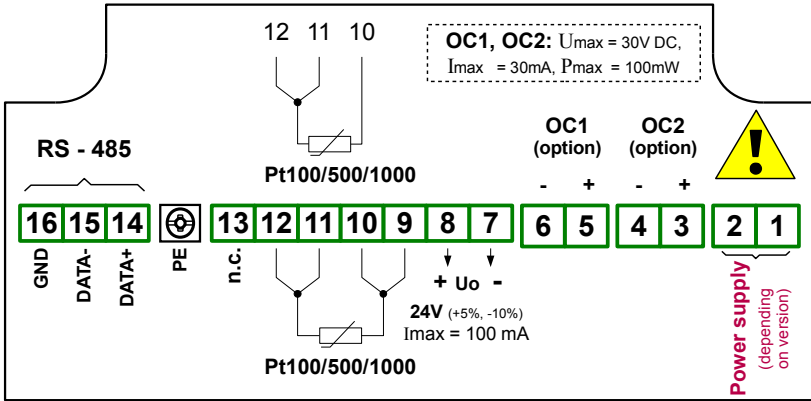 12 11 10
OC1, OC2: Umax = 30V DC,
Imax = 30mA, Pmax = 100mW
RS - 485
Pt100/500/1000
OC1
(option)
OC2
(option)
- + - +
16 15 14 13 12 11 10 9 8 7 6 5 4 3 2 1
GND
DATA-
DATA+
PE
n.c.
+ Uo -
24V (+5%, -10%)
Imax = 100 mA
Pt100/500/1000
Power supply
(depending
on version)